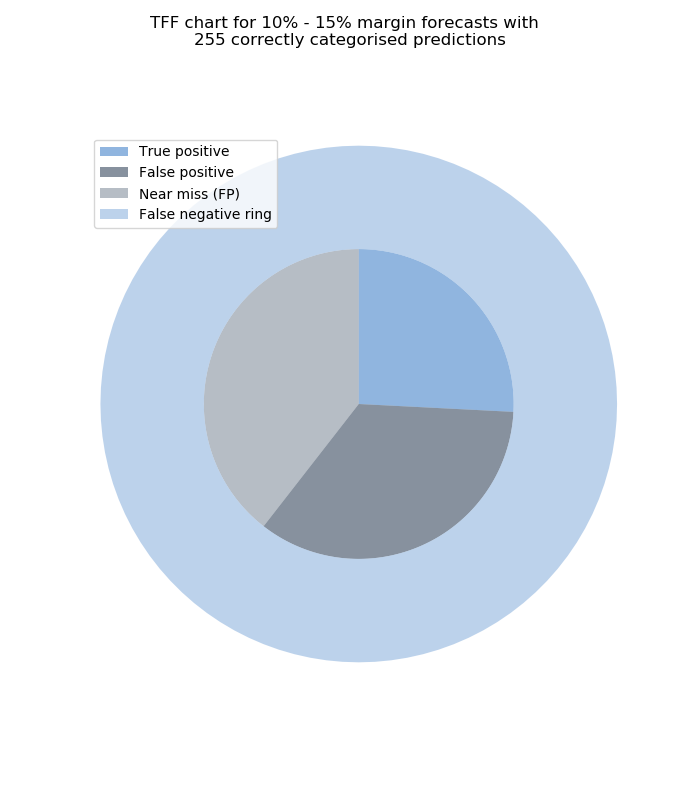 TFF chart for 10% - 15% margin forecasts with
255 correctly categorised predictions
True positive
False positive
Near miss (FP)
False negative ring